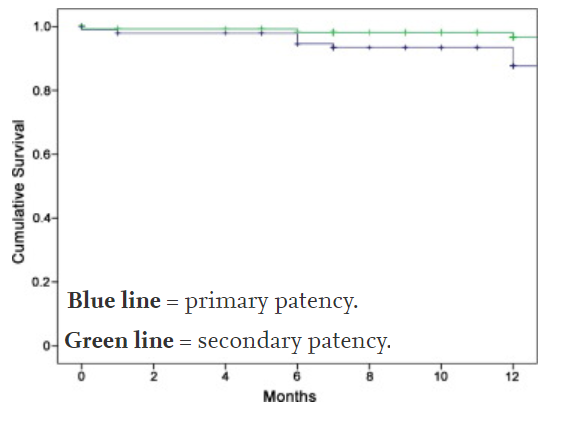 1.0
0.8
0.6
0.4
0.2
0
Cumulative Survival
Blue line = primary patency.
Green line = secondary patency.
0 2 4 6 8 10 12
Months